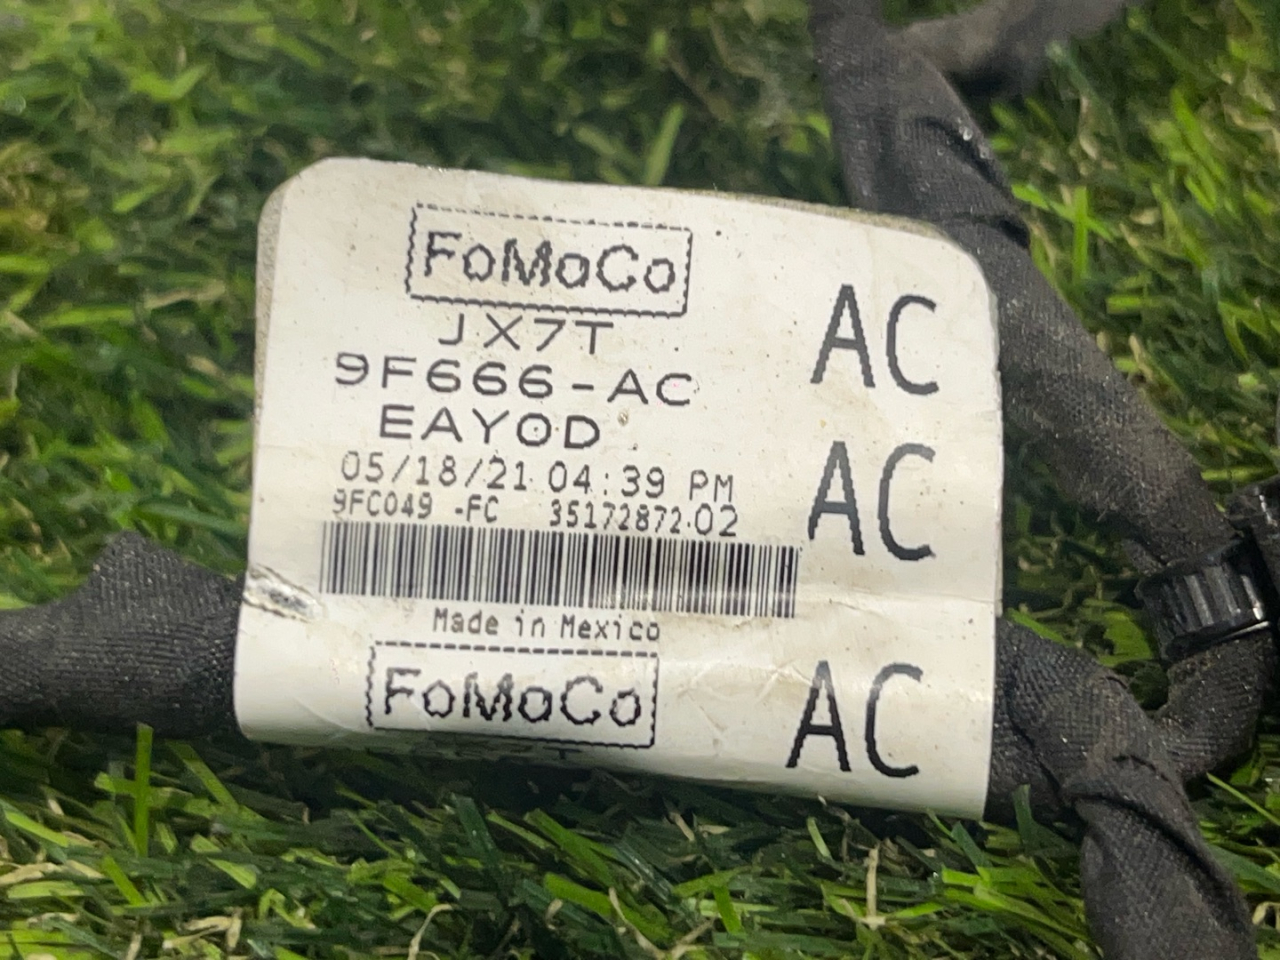 FoMoCo
JX7T
9F666-AC
EAYOD
05/18/21 04:39 PM
9FC049 -FC 35172872 02
Made in Mexico
FoMoCo
AC
AC
AC